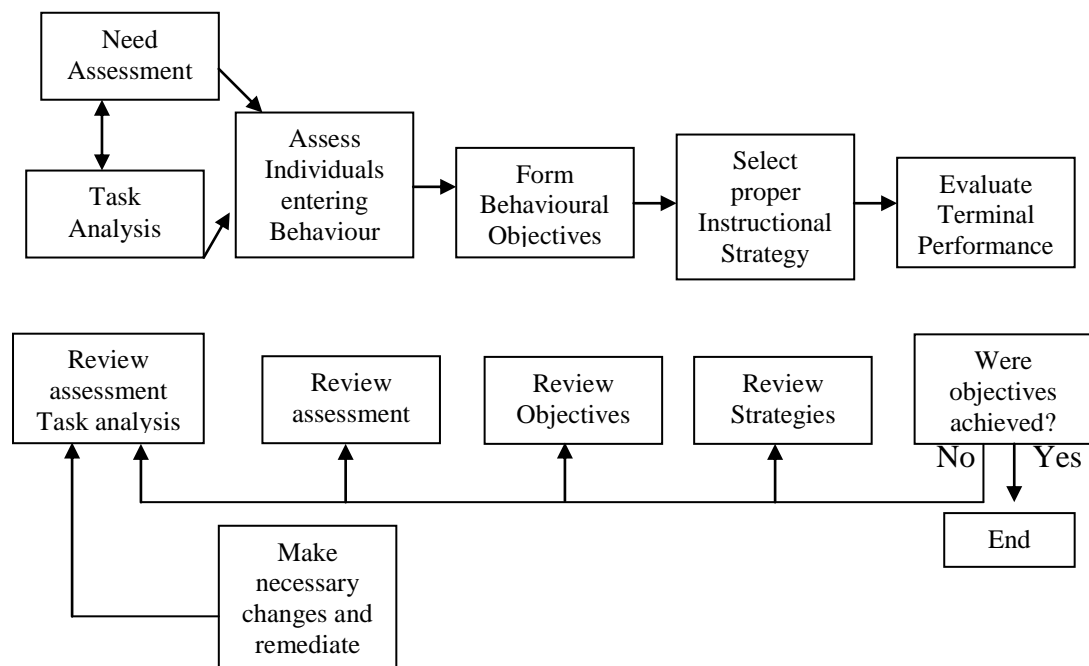 Need
Assessment
Task
Analysis
Assess
Individuals
entering
Behaviour
Form
Behavioural
Objectives
Select
proper
Instructional
Strategy
Evaluate
Terminal
Performance
Review
assessment
Task analysis
Review
assessment
Review
Objectives
Review
Strategies
Were
objectives
achieved?
No
Yes
End
Make
necessary
changes and
remediate